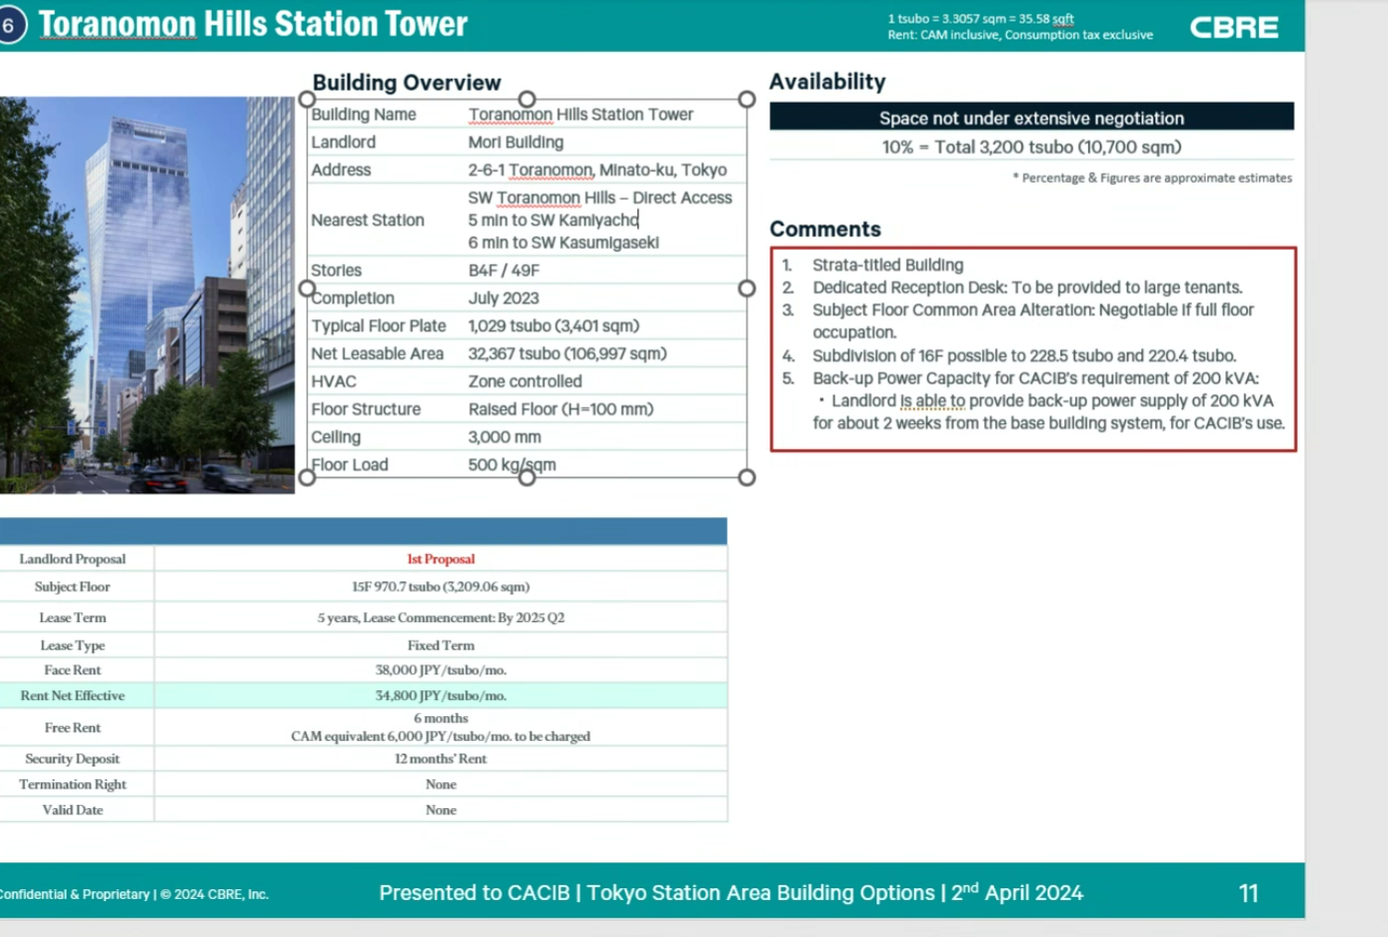 6 Toranomon Hills Station Tower
1 tsubo = 3.3057 sqm = 35.58 sqft
Rent: CAM inclusive, Consumption tax exclusive
CBRE
Building Overview
Building Name Toranomon Hills Station Tower
Landlord Mori Building
Address 2-6-1 Toranomon, Minato-ku, Tokyo
SW Toranomon Hills – Direct Access
Nearest Station 5 min to SW Kamiyacho
6 min to SW Kasumigaseki
Stories B4F / 49F
Completion July 2023
Typical Floor Plate 1,029 tsubo (3,401 sqm)
Net Leasable Area 32,367 tsubo (106,997 sqm)
HVAC Zone controlled
Floor Structure Raised Floor (H=100 mm)
Ceiling 3,000 mm
Floor Load 500 kg/sqm
Availability
Space not under extensive negotiation
10% = Total 3,200 tsubo (10,700 sqm)
* Percentage & Figures are approximate estimates
Comments
1. Strata-titled Building
2. Dedicated Reception Desk: To be provided to large tenants.
3. Subject Floor Common Area Alteration: Negotiable if full floor
occupation.
4. Subdivision of 16F possible to 228.5 tsubo and 220.4 tsubo.
5. Back-up Power Capacity for CACIB's requirement of 200 kVA:
・Landlord is able to provide back-up power supply of 200 kVA
for about 2 weeks from the base building system, for CACIB's use.
Landlord Proposal 1st Proposal
Subject Floor 15F 970.7 tsubo (3,209.06 sqm)
Lease Term 5 years, Lease Commencement: By 2025 Q2
Lease Type Fixed Term
Face Rent 38,000 JPY/tsubo/mo.
Rent Net Effective 34,800 JPY/tsubo/mo.
Free Rent 6 months
CAM equivalent 6,000 JPY/tsubo/mo. to be charged
Security Deposit 12 months' Rent
Termination Right None
Valid Date None
Confidential & Proprietary | © 2024 CBRE, Inc.
Presented to CACIB | Tokyo Station Area Building Options | 2nd April 2024
11